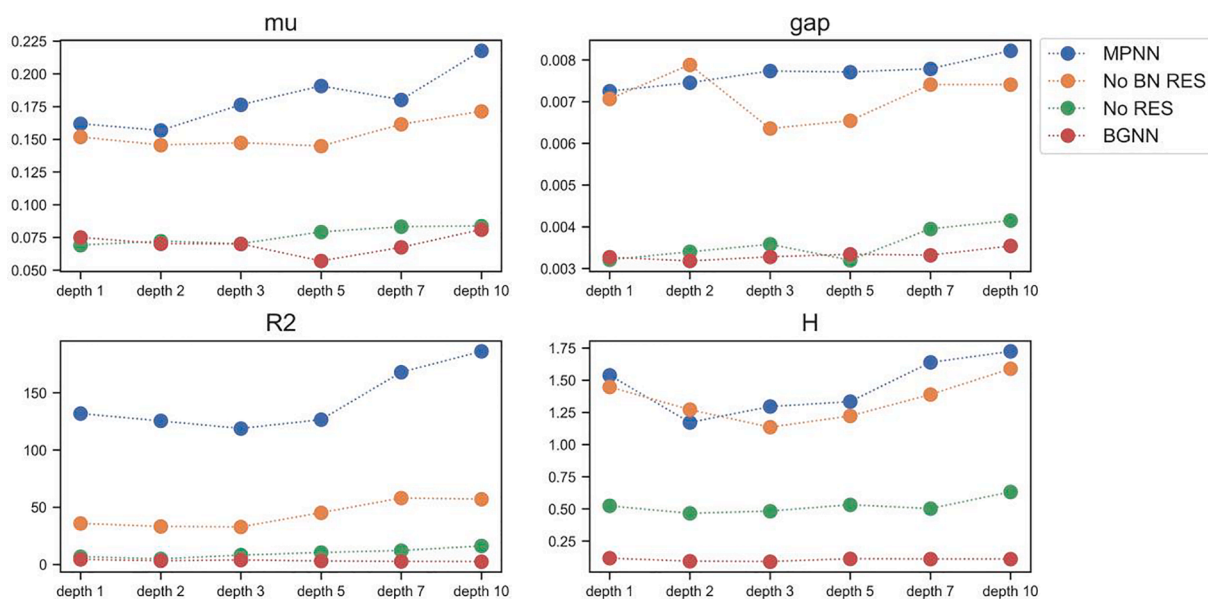 mu
0.225
0.200
0.175
0.150
0.125
0.100
0.075
0.050
depth 1 depth 2 depth 3 depth 5 depth 7 depth 10
gap
0.008
0.007
0.006
0.005
0.004
0.003
depth 1 depth 2 depth 3 depth 5 depth 7 depth 10
MPNN
No BN RES
No RES
BGNN
R2
150
100
50
0
depth 1 depth 2 depth 3 depth 5 depth 7 depth 10
H
1.75
1.50
1.25
1.00
0.75
0.50
0.25
depth 1 depth 2 depth 3 depth 5 depth 7 depth 10